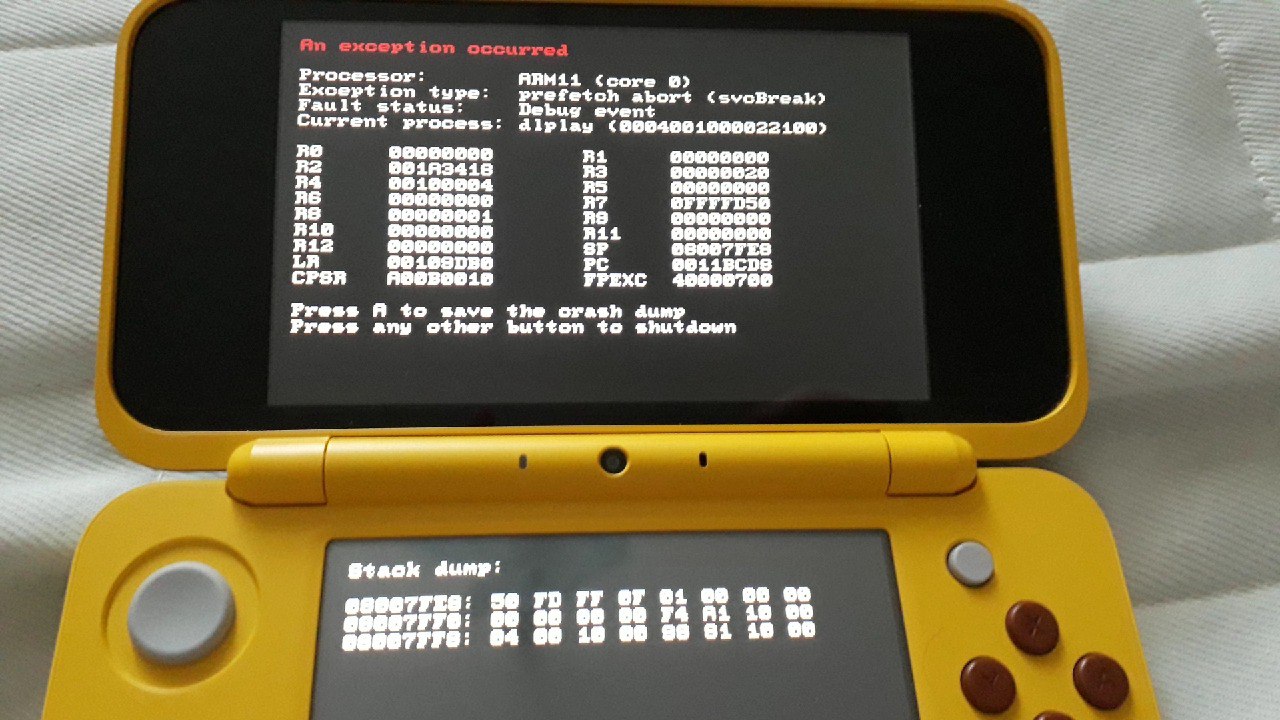 An exception occurred
Processor: ARM11 (core 0)
Exception type: prefetch abort (svcBreak)
Fault status: Debug event
Current process: dlplay (0004001000022100)
R0 00000000 R1 00000000
R2 001A3418 R3 00000020
R4 00100004 R5 00000000
R6 00000000 R7 0FFFFD50
R8 00000001 R9 00000000
R10 00000000 R11 00000000
R12 00000000 SP 08007FE8
LR 00108DB0 PC 0011BCD8
CPSR A00B0010 FPEXC 40000700
Press A to save the crash dump
Press any other button to shutdown
Stack dump:
08007FE8: 50 FD FF 0F 01 00 00 00
08007FF0: 00 00 00 00 F4 A1 10 00
08007FF8: 04 00 10 00 98 81 10 00